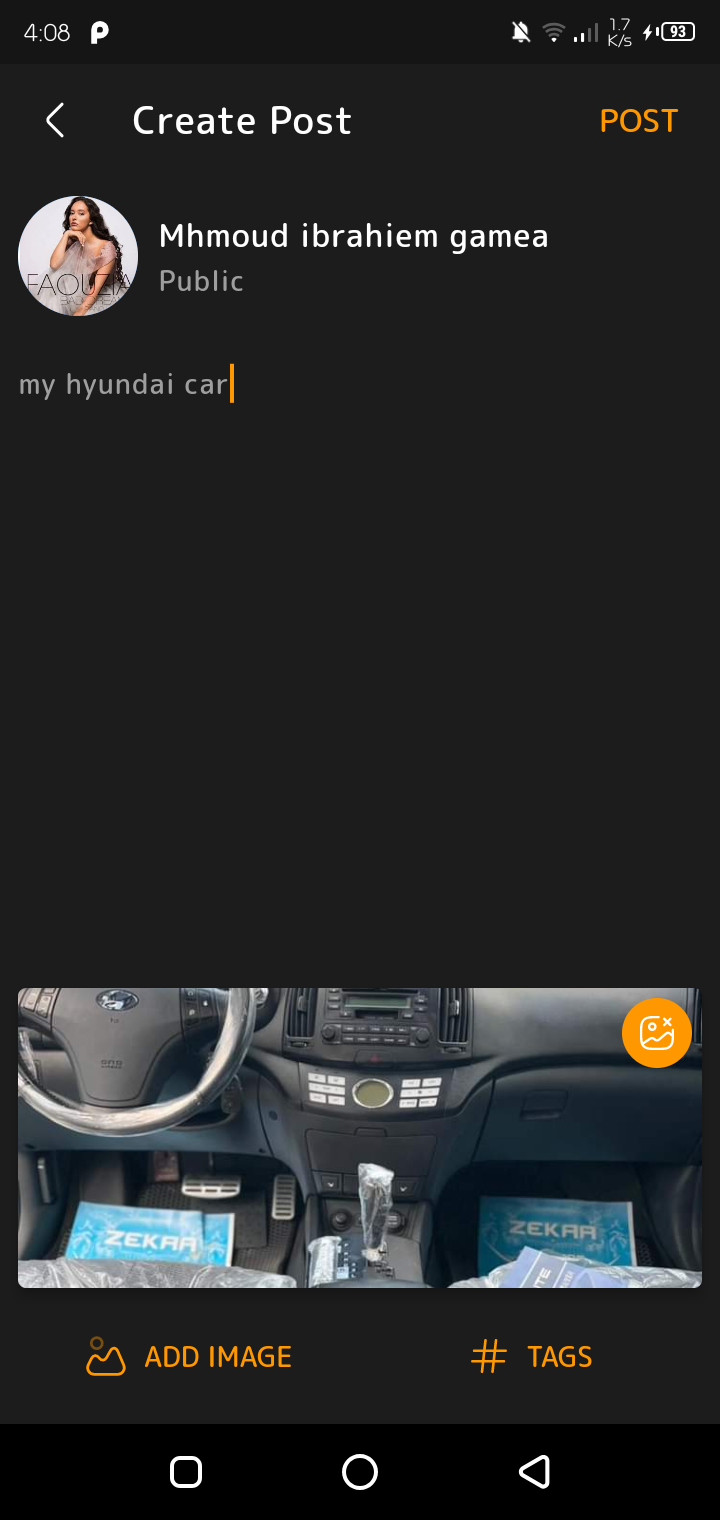 4:08
1.7
K/s
93
Create Post
POST
Mhmoud ibrahiem gamea
Public
FAOUZIA
my hyundai car
SRS
ZEKAA
ZEKAA
ADD IMAGE
TAGS